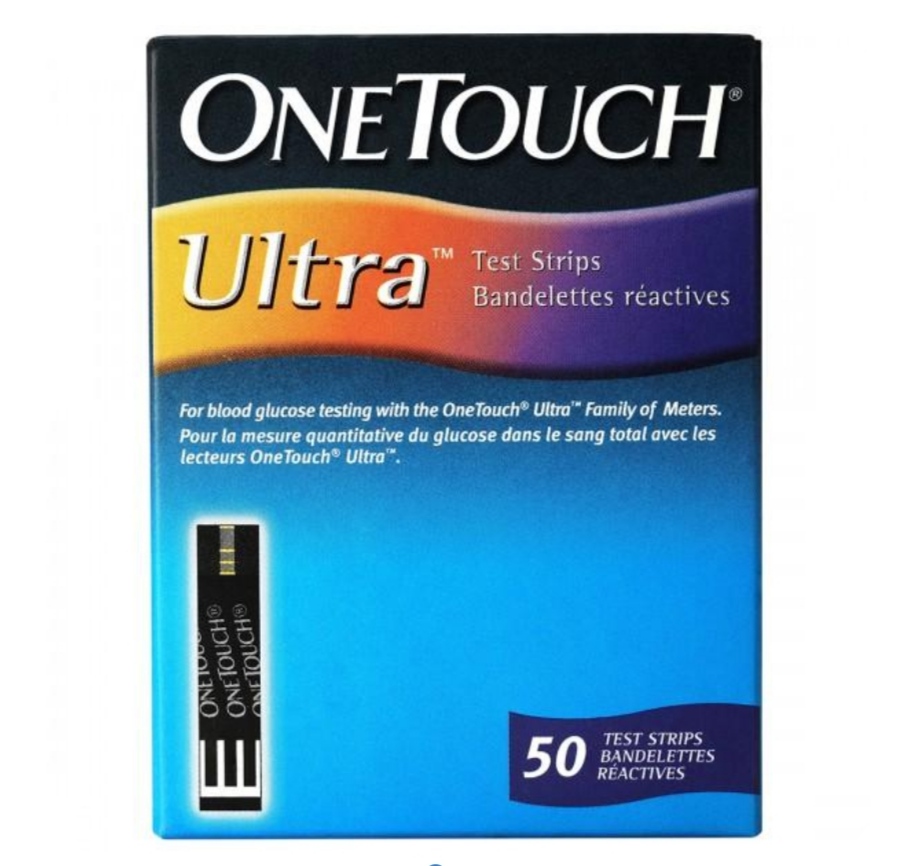 ONETOUCH®
Ultra™
Test Strips
Bandelettes réactives
For blood glucose testing with the OneTouch® Ultra™ Family of Meters.
Pour la mesure quantitative du glucose dans le sang total avec les
lecteurs OneTouch® Ultra™.
ONETOUCH
ONETOUCH®
ONETOUCH®
50
TEST STRIPS
BANDELETTES
RÉACTIVES